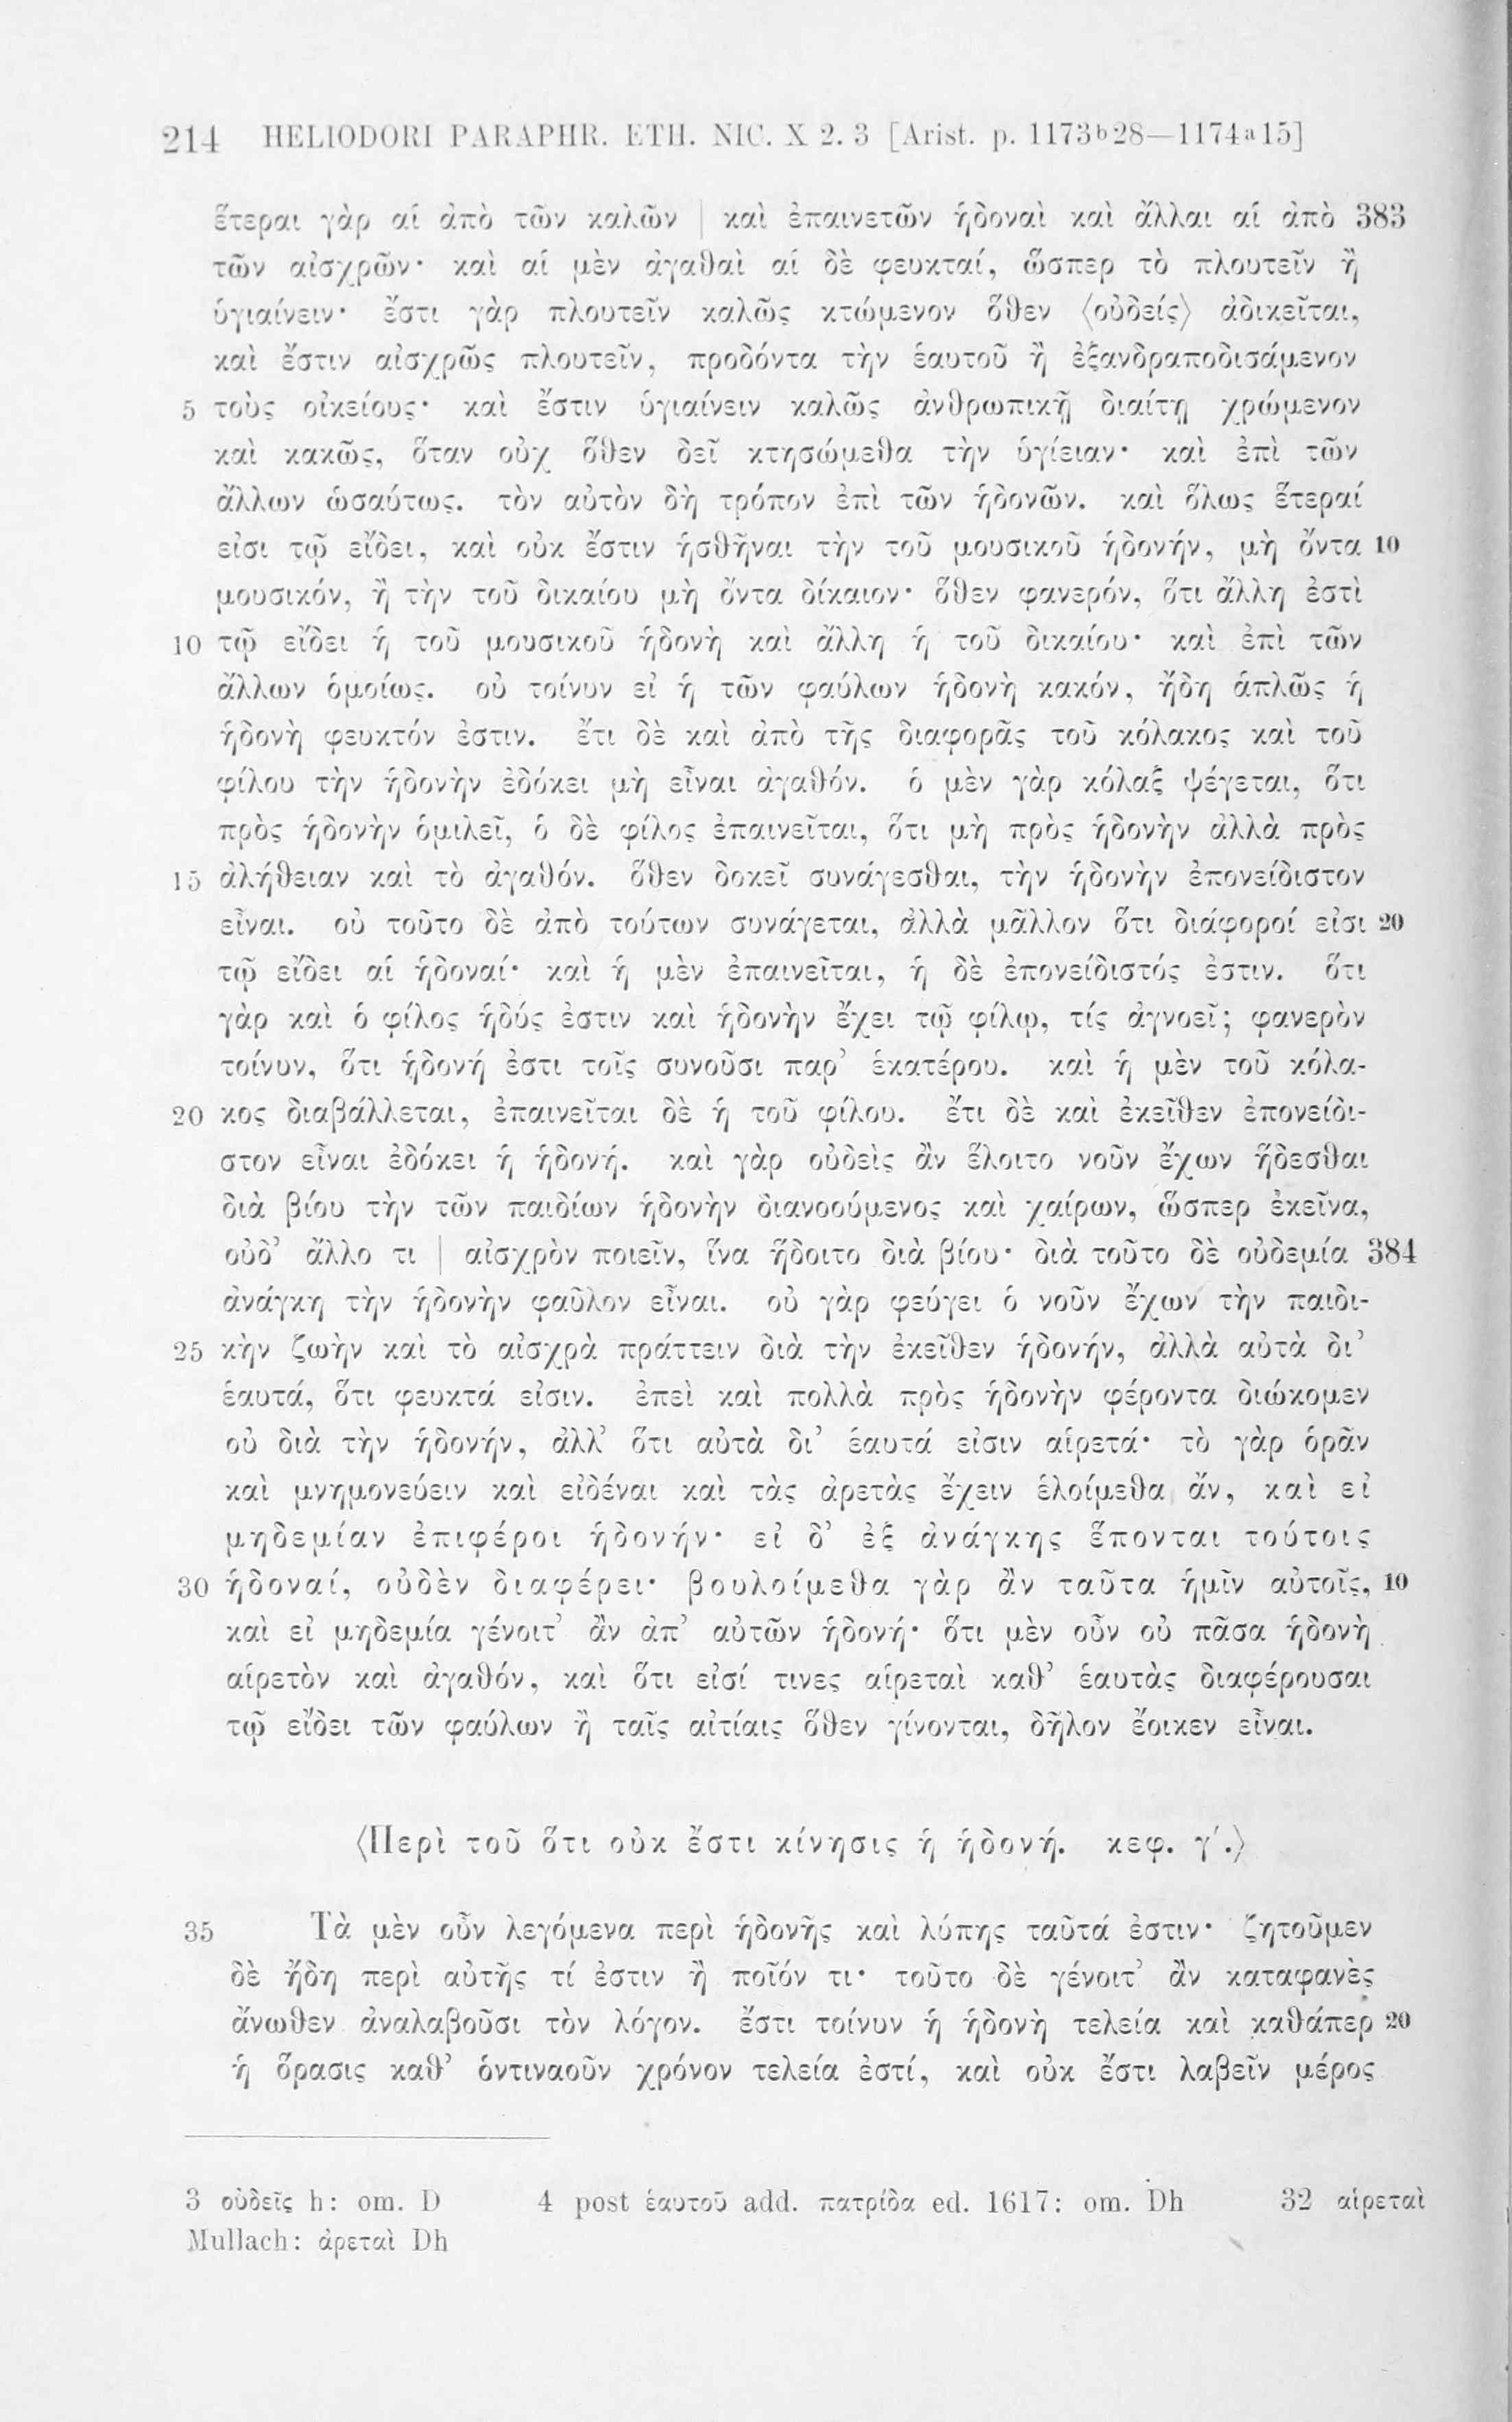 214 HELIODORI PARAPHR. ETH. NIC. X 2. 3 [Arist. p. 1173b28—1174a15]
ἕτεραι γὰρ αἱ ἀπὸ τῶν καλῶν | καὶ ἐπαινετῶν ἡδοναὶ καὶ ἄλλαι αἱ ἀπὸ 383
τῶν αἰσχρῶν· καὶ αἱ μὲν ἀγαθαὶ αἱ δὲ φευκταί, ὥσπερ τὸ πλουτεῖν ἢ
ὑγιαίνειν· ἔστι γὰρ πλουτεῖν καλῶς κτώμενον ὅθεν ⟨οὐδείς⟩ ἀδικεῖται,
καὶ ἔστιν αἰσχρῶς πλουτεῖν, προδόντα τὴν ἑαυτοῦ ἢ ἐξανδραποδισάμενον
5 τοὺς οἰκείους· καὶ ἔστιν ὑγιαίνειν καλῶς ἀνθρωπικῇ διαίτῃ χρώμενον
καὶ κακῶς, ὅταν οὐχ ὅθεν δεῖ κτησώμεθα τὴν ὑγίειαν· καὶ ἐπὶ τῶν
ἄλλων ὡσαύτως. τὸν αὐτὸν δὴ τρόπον ἐπὶ τῶν ἡδονῶν. καὶ ὅλως ἕτεραί
εἰσι τῷ εἴδει, καὶ οὐκ ἔστιν ἡσθῆναι τὴν τοῦ μουσικοῦ ἡδονήν, μὴ ὄντα 10
μουσικόν, ἢ τὴν τοῦ δικαίου μὴ ὄντα δίκαιον· ὅθεν φανερόν, ὅτι ἄλλη ἐστὶ
10 τῷ εἴδει ἡ τοῦ μουσικοῦ ἡδονὴ καὶ ἄλλη ἡ τοῦ δικαίου· καὶ ἐπὶ τῶν
ἄλλων ὁμοίως. οὐ τοίνυν εἰ ἡ τῶν φαύλων ἡδονὴ κακόν, ἤδη ἁπλῶς ἡ
ἡδονὴ φευκτόν ἐστιν. ἔτι δὲ καὶ ἀπὸ τῆς διαφορᾶς τοῦ κόλακος καὶ τοῦ
φίλου τὴν ἡδονὴν ἐδόκει μὴ εἶναι ἀγαθόν. ὁ μὲν γὰρ κόλαξ ψέγεται, ὅτι
πρὸς ἡδονὴν ὁμιλεῖ, ὁ δὲ φίλος ἐπαινεῖται, ὅτι μὴ πρὸς ἡδονὴν ἀλλὰ πρὸς
15 ἀλήθειαν καὶ τὸ ἀγαθόν. ὅθεν δοκεῖ συνάγεσθαι, τὴν ἡδονὴν ἐπονείδιστον
εἶναι. οὐ τοῦτο δὲ ἀπὸ τούτων συνάγεται, ἀλλὰ μᾶλλον ὅτι διάφοροί εἰσι 20
τῷ εἴδει αἱ ἡδοναί· καὶ ἡ μὲν ἐπαινεῖται, ἡ δὲ ἐπονείδιστός ἐστιν. ὅτι
γὰρ καὶ ὁ φίλος ἡδύς ἐστιν καὶ ἡδονὴν ἔχει τῷ φίλῳ, τίς ἀγνοεῖ; φανερὸν
τοίνυν, ὅτι ἡδονή ἐστι τοῖς συνοῦσι παρ’ ἑκατέρου. καὶ ἡ μὲν τοῦ κόλα-
20 κος διαβάλλεται, ἐπαινεῖται δὲ ἡ τοῦ φίλου. ἔτι δὲ καὶ ἐκεῖθεν ἐπονείδι-
στον εἶναι ἐδόκει ἡ ἡδονή. καὶ γὰρ οὐδεὶς ἂν ἕλοιτο νοῦν ἔχων ἥδεσθαι
διὰ βίου τὴν τῶν παιδίων ἡδονὴν διανοούμενος καὶ χαίρων, ὥσπερ ἐκεῖνα,
οὐδ’ ἄλλο τι | αἰσχρὸν ποιεῖν, ἵνα ἥδοιτο διὰ βίου· διὰ τοῦτο δὲ οὐδεμία 384
ἀνάγκη τὴν ἡδονὴν φαῦλον εἶναι. οὐ γὰρ φεύγει ὁ νοῦν ἔχων τὴν παιδι-
25 κὴν ζωὴν καὶ τὸ αἰσχρὰ πράττειν διὰ τὴν ἐκεῖθεν ἡδονήν, ἀλλὰ αὐτὰ δι’
ἑαυτά, ὅτι φευκτά εἰσιν. ἐπεὶ καὶ πολλὰ πρὸς ἡδονὴν φέροντα διώκομεν
οὐ διὰ τὴν ἡδονήν, ἀλλ’ ὅτι αὐτὰ δι’ ἑαυτά εἰσιν αἱρετά· τὸ γὰρ ὁρᾶν
καὶ μνημονεύειν καὶ εἰδέναι καὶ τὰς ἀρετὰς ἔχειν ἑλοίμεθα ἄν, καὶ εἰ
μηδεμίαν ἐπιφέροι ἡδονήν· εἰ δ’ ἐξ ἀνάγκης ἕπονται τούτοις
30 ἡδοναί, οὐδὲν διαφέρει· βουλοίμεθα γὰρ ἂν ταῦτα ἡμῖν αὐτοῖς, 10
καὶ εἰ μηδεμία γένοιτ’ ἂν ἀπ’ αὐτῶν ἡδονή· ὅτι μὲν οὖν οὐ πᾶσα ἡδονὴ
αἱρετὸν καὶ ἀγαθόν, καὶ ὅτι εἰσί τινες αἱρεταὶ καθ’ ἑαυτὰς διαφέρουσαι
τῷ εἴδει τῶν φαύλων ἢ ταῖς αἰτίαις ὅθεν γίνονται, δῆλον ἔοικεν εἶναι.
⟨Περὶ τοῦ ὅτι οὐκ ἔστι κίνησις ἡ ἡδονή. κεφ. γ′.⟩
35 Τὰ μὲν οὖν λεγόμενα περὶ ἡδονῆς καὶ λύπης ταῦτά ἐστιν· ζητοῦμεν
δὲ ἤδη περὶ αὐτῆς τί ἐστιν ἢ ποῖόν τι· τοῦτο δὲ γένοιτ’ ἂν καταφανὲς
ἄνωθεν ἀναλαβοῦσι τὸν λόγον. ἔστι τοίνυν ἡ ἡδονὴ τελεία καὶ καθάπερ 20
ἡ ὅρασις καθ’ ὁντιναοῦν χρόνον τελεία ἐστί, καὶ οὐκ ἔστι λαβεῖν μέρος
3 οὐδεῖς h: om. D 4 post ἑαυτοῦ add. πατρίδα ed. 1617: om. Dh 32 αἱρεταὶ
Mullach: ἀρεταὶ Dh